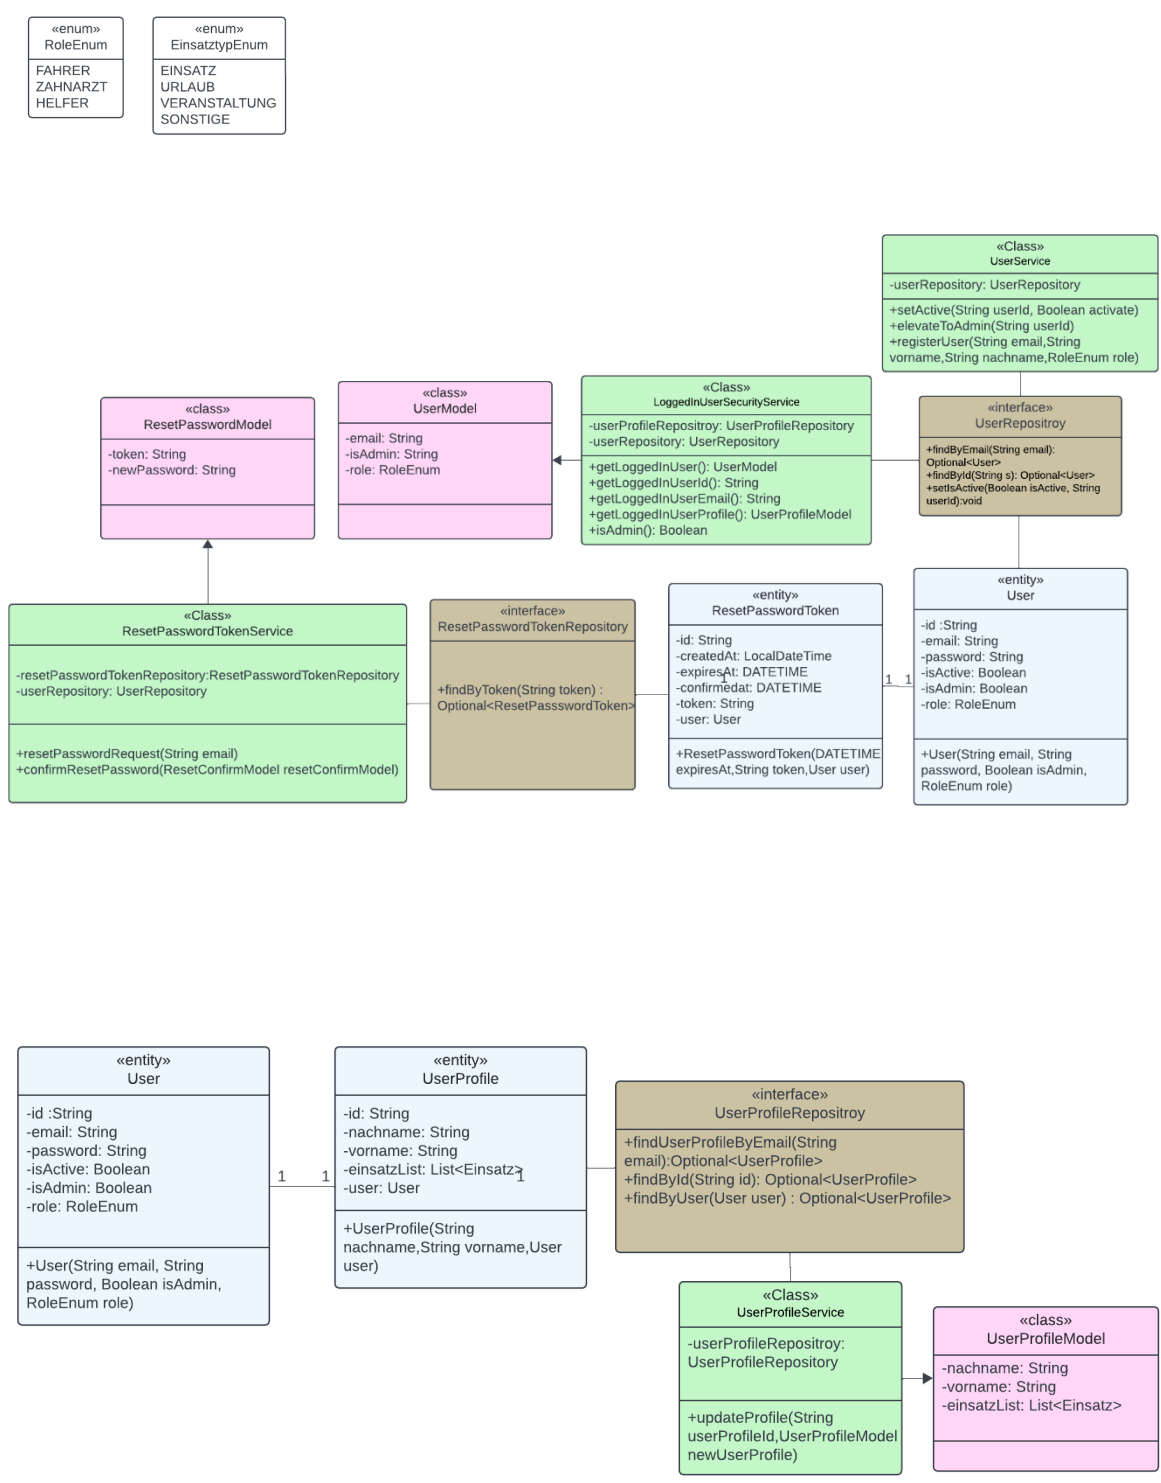 «enum»
RoleEnum
FAHRER
ZAHNARZT
HELFER
«enum»
EinsatztypEnum
EINSATZ
URLAUB
VERANSTALTUNG
SONSTIGE
«Class»
UserService
-userRepository: UserRepository
+setActive(String userId, Boolean activate)
+elevateToAdmin(String userId)
+registerUser(String email,String
vorname,String nachname,RoleEnum role)
«class»
ResetPasswordModel
-token: String
-newPassword: String
«class»
UserModel
-email: String
-isAdmin: String
-role: RoleEnum
«Class»
LoggedInUserSecurityService
-userProfileRepositroy: UserProfileRepository
-userRepository: UserRepository
+getLoggedInUser(): UserModel
+getLoggedInUserId(): String
+getLoggedInUserEmail(): String
+getLoggedInUserProfile(): UserProfileModel
+isAdmin(): Boolean
«interface»
UserRepositroy
+findByEmail(String email):
Optional<User>
+findById(String s): Optional<User>
+setIsActive(Boolean isActive, String
userId):void
«Class»
ResetPasswordTokenService
-resetPasswordTokenRepository:ResetPasswordTokenRepository
-userRepository: UserRepository
+resetPasswordRequest(String email)
+confirmResetPassword(ResetConfirmModel resetConfirmModel)
«interface»
ResetPasswordTokenRepository
+findByToken(String token) :
Optional<ResetPassswordToken>
«entity»
ResetPasswordToken
-id: String
-createdAt: LocalDateTime
-expiresAt: DATETIME
-confirmedat: DATETIME
-token: String
-user: User
+ResetPasswordToken(DATETIME
expiresAt,String token,User user)
1
1
1
«entity»
User
-id :String
-email: String
-password: String
-isActive: Boolean
-isAdmin: Boolean
-role: RoleEnum
+User(String email, String
password, Boolean isAdmin,
RoleEnum role)
«entity»
User
-id :String
-email: String
-password: String
-isActive: Boolean
-isAdmin: Boolean
-role: RoleEnum
+User(String email, String
password, Boolean isAdmin,
RoleEnum role)
1
1
«entity»
UserProfile
-id: String
-nachname: String
-vorname: String
-einsatzList: List<Einsatz>
-user: User
1
+UserProfile(String
nachname,String vorname,User
user)
«interface»
UserProfileRepositroy
+findUserProfileByEmail(String
email):Optional<UserProfile>
+findById(String id): Optional<UserProfile>
+findByUser(User user) : Optional<UserProfile>
«Class»
UserProfileService
-userProfileRepositroy:
UserProfileRepository
+updateProfile(String
userProfileId,UserProfileModel
newUserProfile)
«class»
UserProfileModel
-nachname: String
-vorname: String
-einsatzList: List<Einsatz>